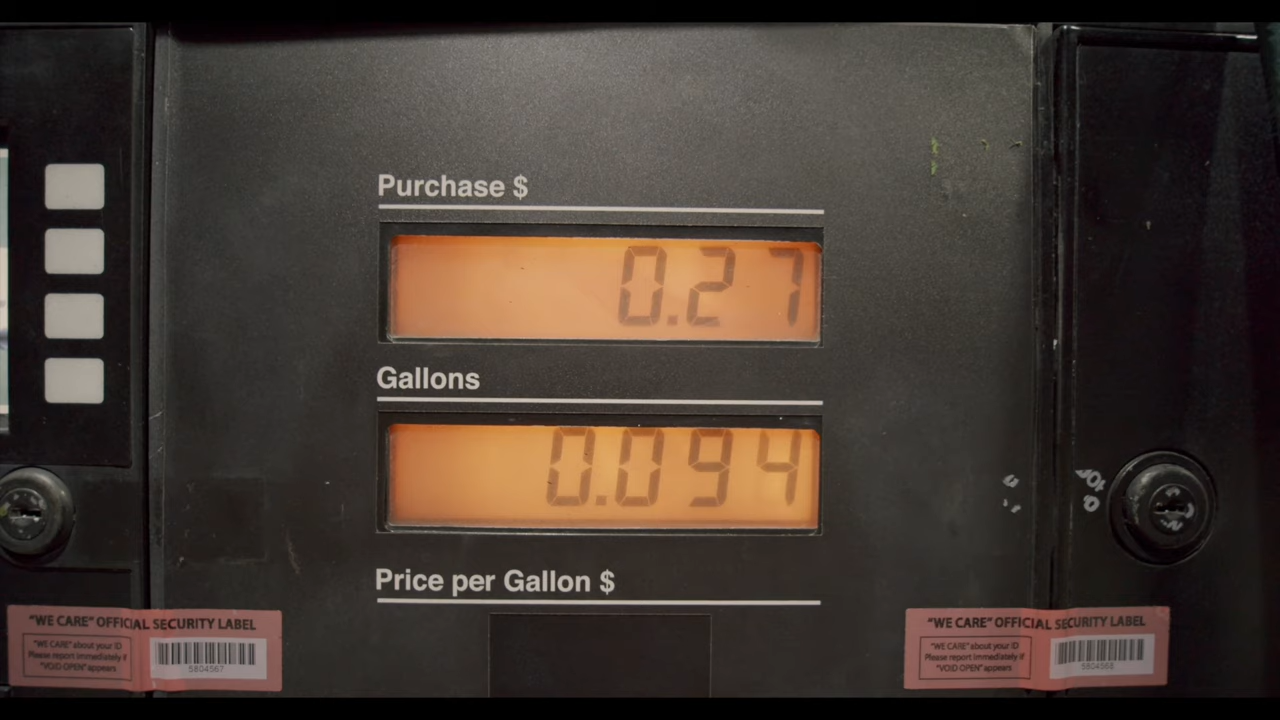 Purchase $
0.27
Gallons
0.094
Price per Gallon $
"WE CARE" OFFICIAL SECURITY LABEL
"WE CARE" about your ID
Please report immediately if
"VOID OPEN" appears
5804567
"WE CARE" OFFICIAL SECURITY LABEL
"WE CARE" about your ID
Please report immediately if
"VOID OPEN" appears
5804568